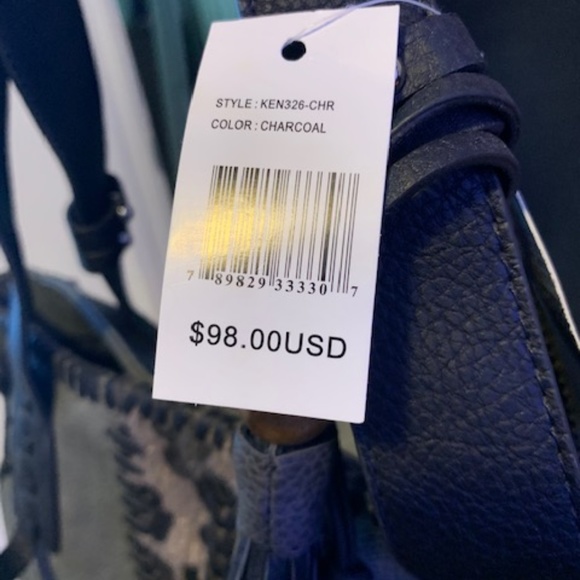 STYLE : KEN326-CHR
COLOR : CHARCOAL
7 89829 33330 7
$98.00USD